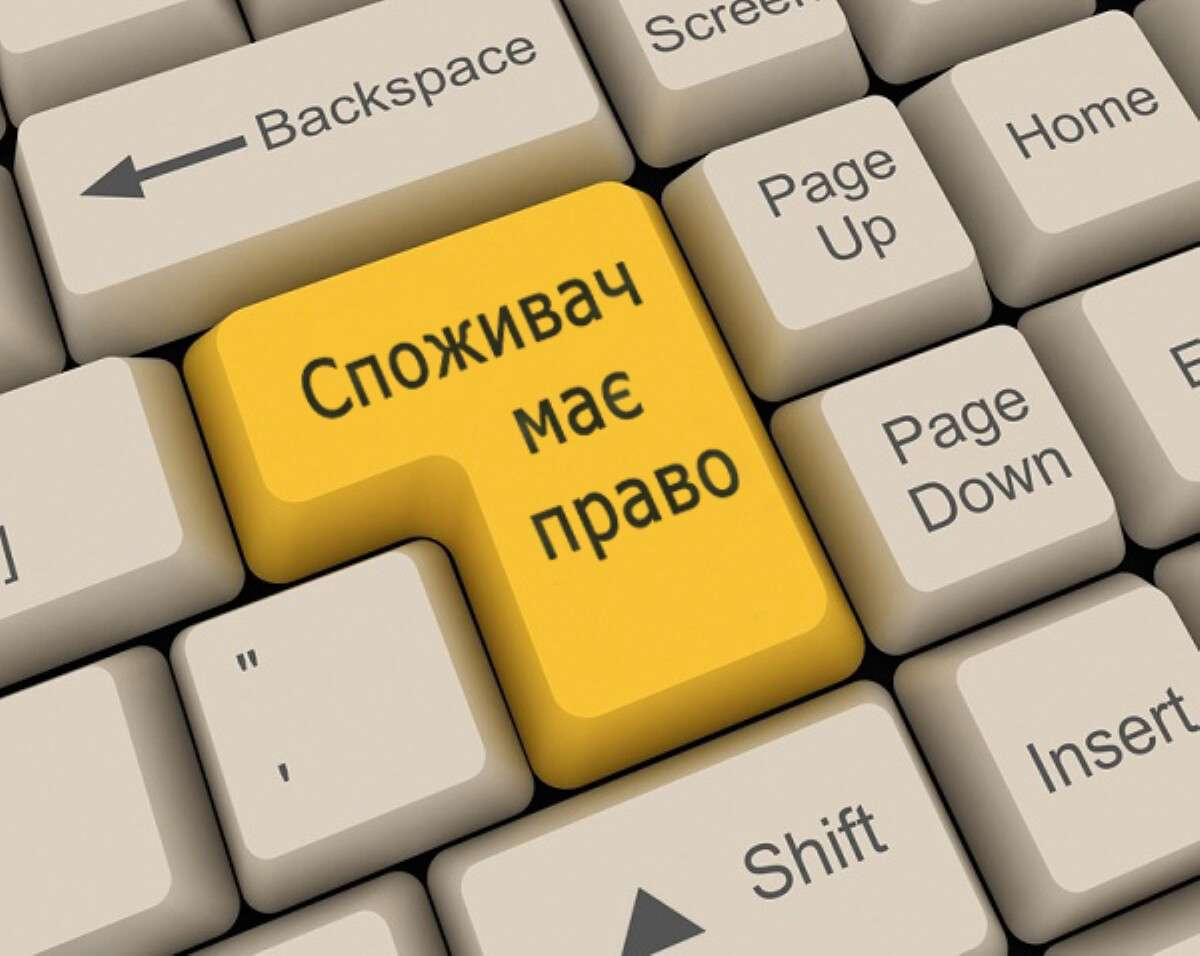 Screen
Backspace
Home
Page
Up
Споживач
має
право
Page
Down
]
"
'
Insert
Shift